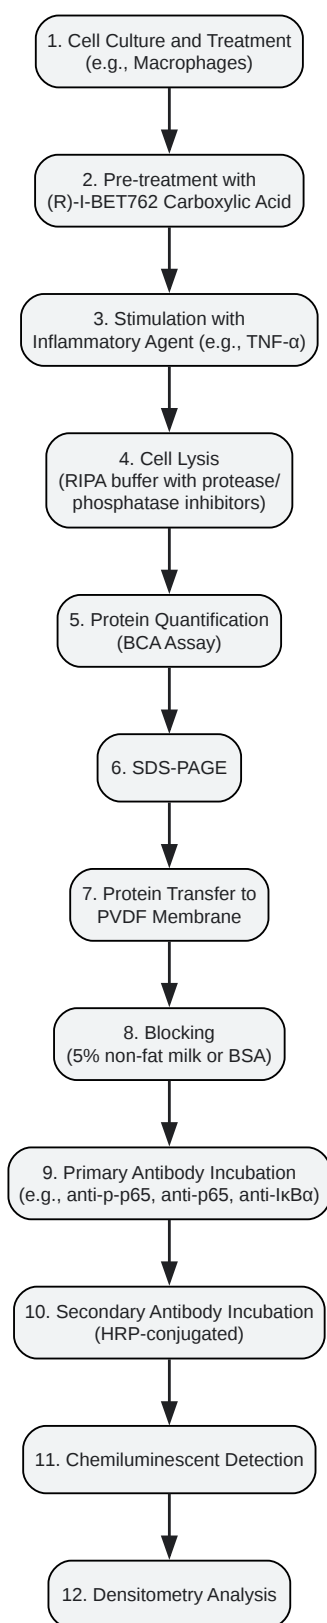 1. Cell Culture and Treatment
(e.g., Macrophages)
2. Pre-treatment with
(R)-I-BET762 Carboxylic Acid
3. Stimulation with
Inflammatory Agent (e.g., TNF-α)
4. Cell Lysis
(RIPA buffer with protease/
phosphatase inhibitors)
5. Protein Quantification
(BCA Assay)
6. SDS-PAGE
7. Protein Transfer to
PVDF Membrane
8. Blocking
(5% non-fat milk or BSA)
9. Primary Antibody Incubation
(e.g., anti-p-p65, anti-p65, anti-IκBα)
10. Secondary Antibody Incubation
(HRP-conjugated)
11. Chemiluminescent Detection
12. Densitometry Analysis